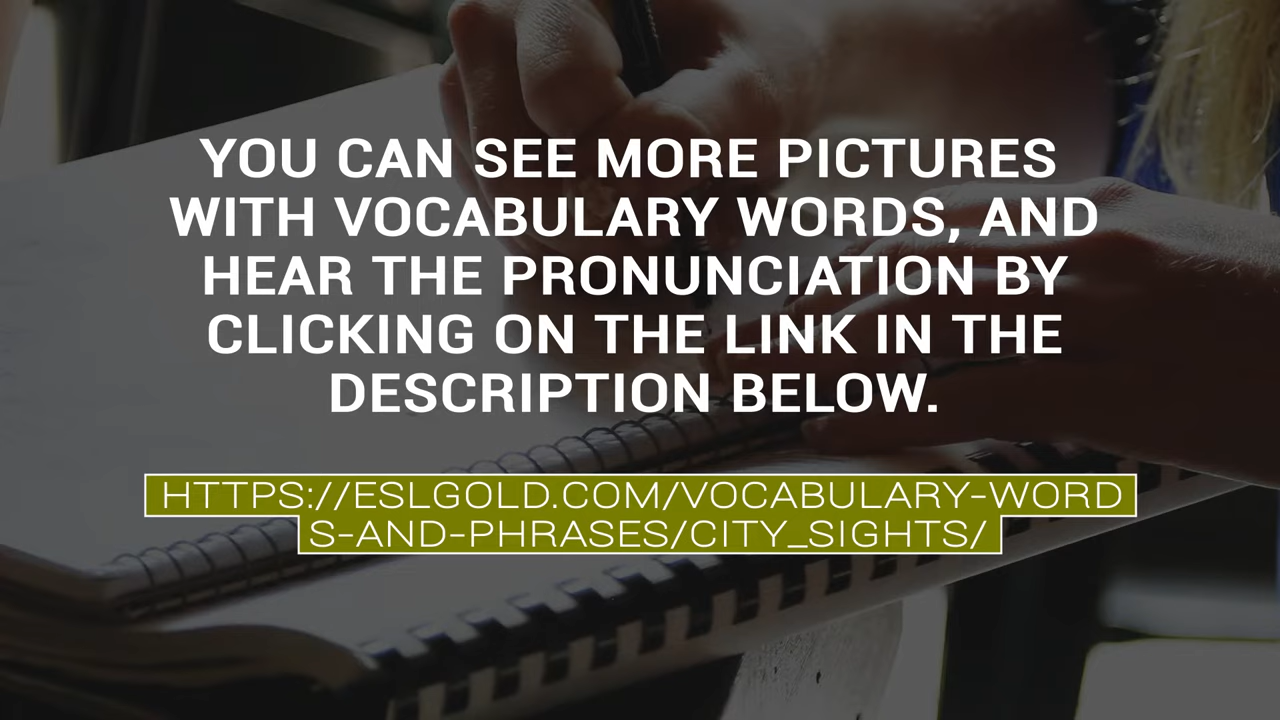 YOU CAN SEE MORE PICTURES
WITH VOCABULARY WORDS, AND
HEAR THE PRONUNCIATION BY
CLICKING ON THE LINK IN THE
DESCRIPTION BELOW.
HTTPS://ESLGOLD.COM/VOCABULARY-WORD
S-AND-PHRASES/CITY_SIGHTS/